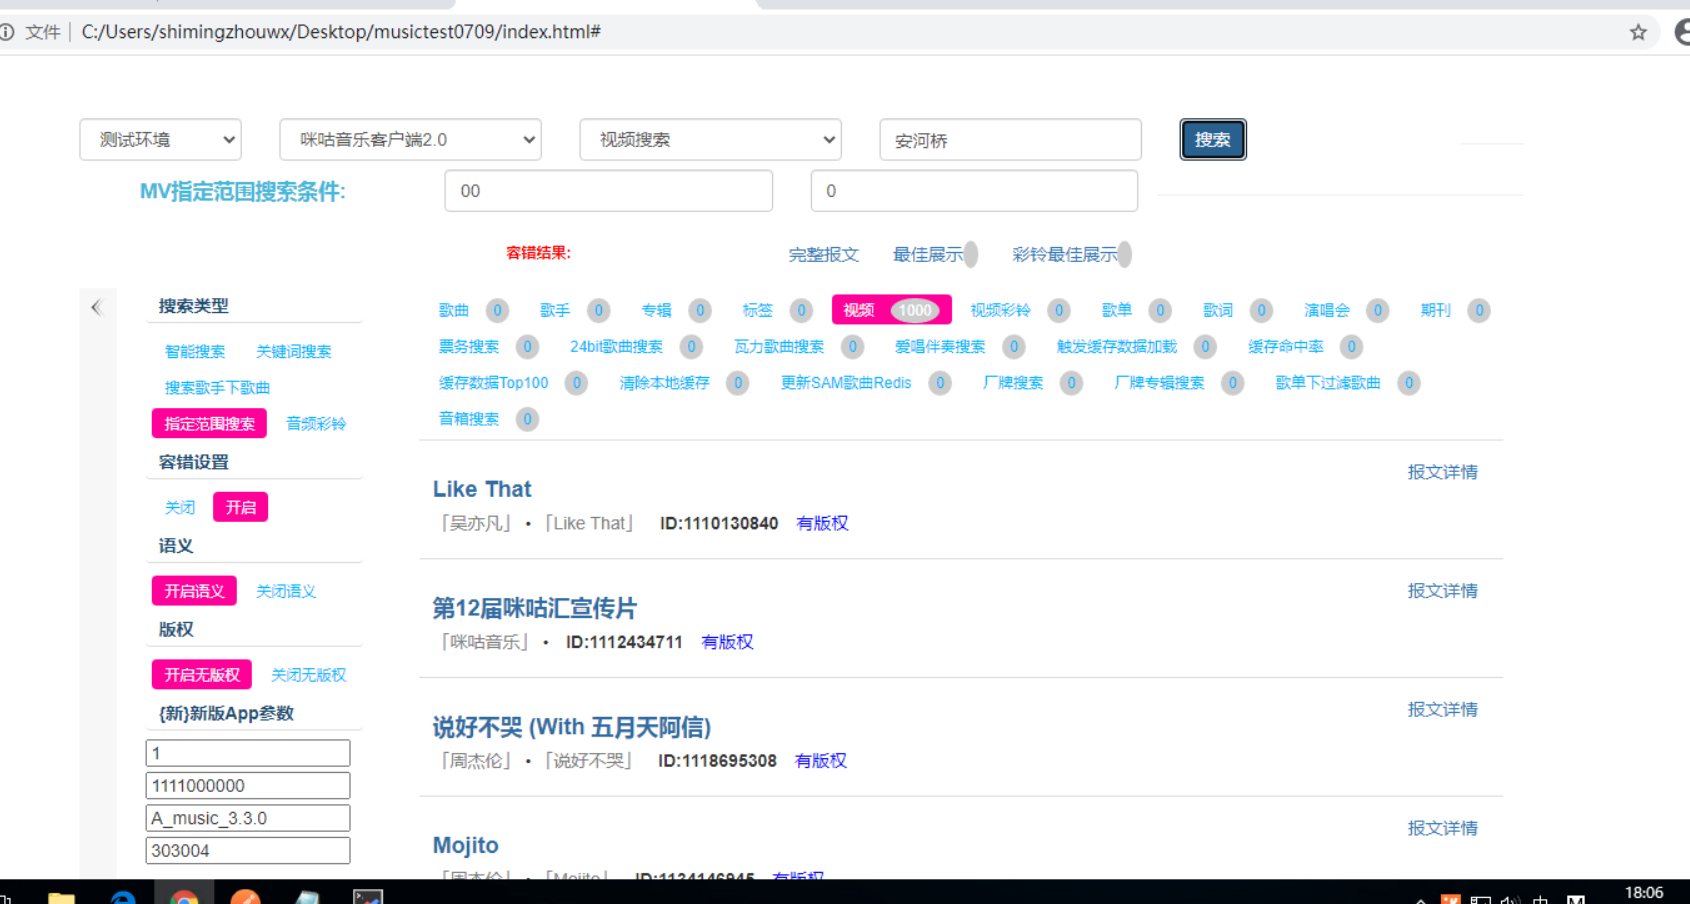 文件 C:/Users/shimingzhouwx/Desktop/musictest0709/index.html#
测试环境 咪咕音乐客户端2.0 视频搜索 安河桥 搜索
MV指定范围搜索条件: 00 0
容错结果: 完整报文 最佳展示 彩铃最佳展示
搜索类型
智能搜索 关键词搜索
搜索歌手下歌曲
指定范围搜索 音频彩铃
容错设置
关闭 开启
语义
开启语义 关闭语义
版权
开启无版权 关闭无版权
{新}新版App参数
1
1111000000
A_music_3.3.0
303004
歌曲 0 歌手 0 专辑 0 标签 0 视频 1000 视频彩铃 0 歌单 0 歌词 0 演唱会 0 期刊 0
票务搜索 0 24bit歌曲搜索 0 瓦力歌曲搜索 0 爱唱伴奏搜索 0 触发缓存数据加载 0 缓存命中率 0
缓存数据Top100 0 清除本地缓存 0 更新SAM歌曲Redis 0 厂牌搜索 0 厂牌专辑搜索 0 歌单下过滤歌曲 0
音箱搜索 0
报文详情
Like That
「吴亦凡」 • 「Like That」 ID:1110130840 有版权
报文详情
第12届咪咕汇宣传片
「咪咕音乐」 • ID:1112434711 有版权
报文详情
说好不哭 (With 五月天阿信)
「周杰伦」 • 「说好不哭」 ID:1118695308 有版权
报文详情
Mojito
「周杰伦」 • 「Mojito」 ID:1134146945 有版权
中 M 18:06